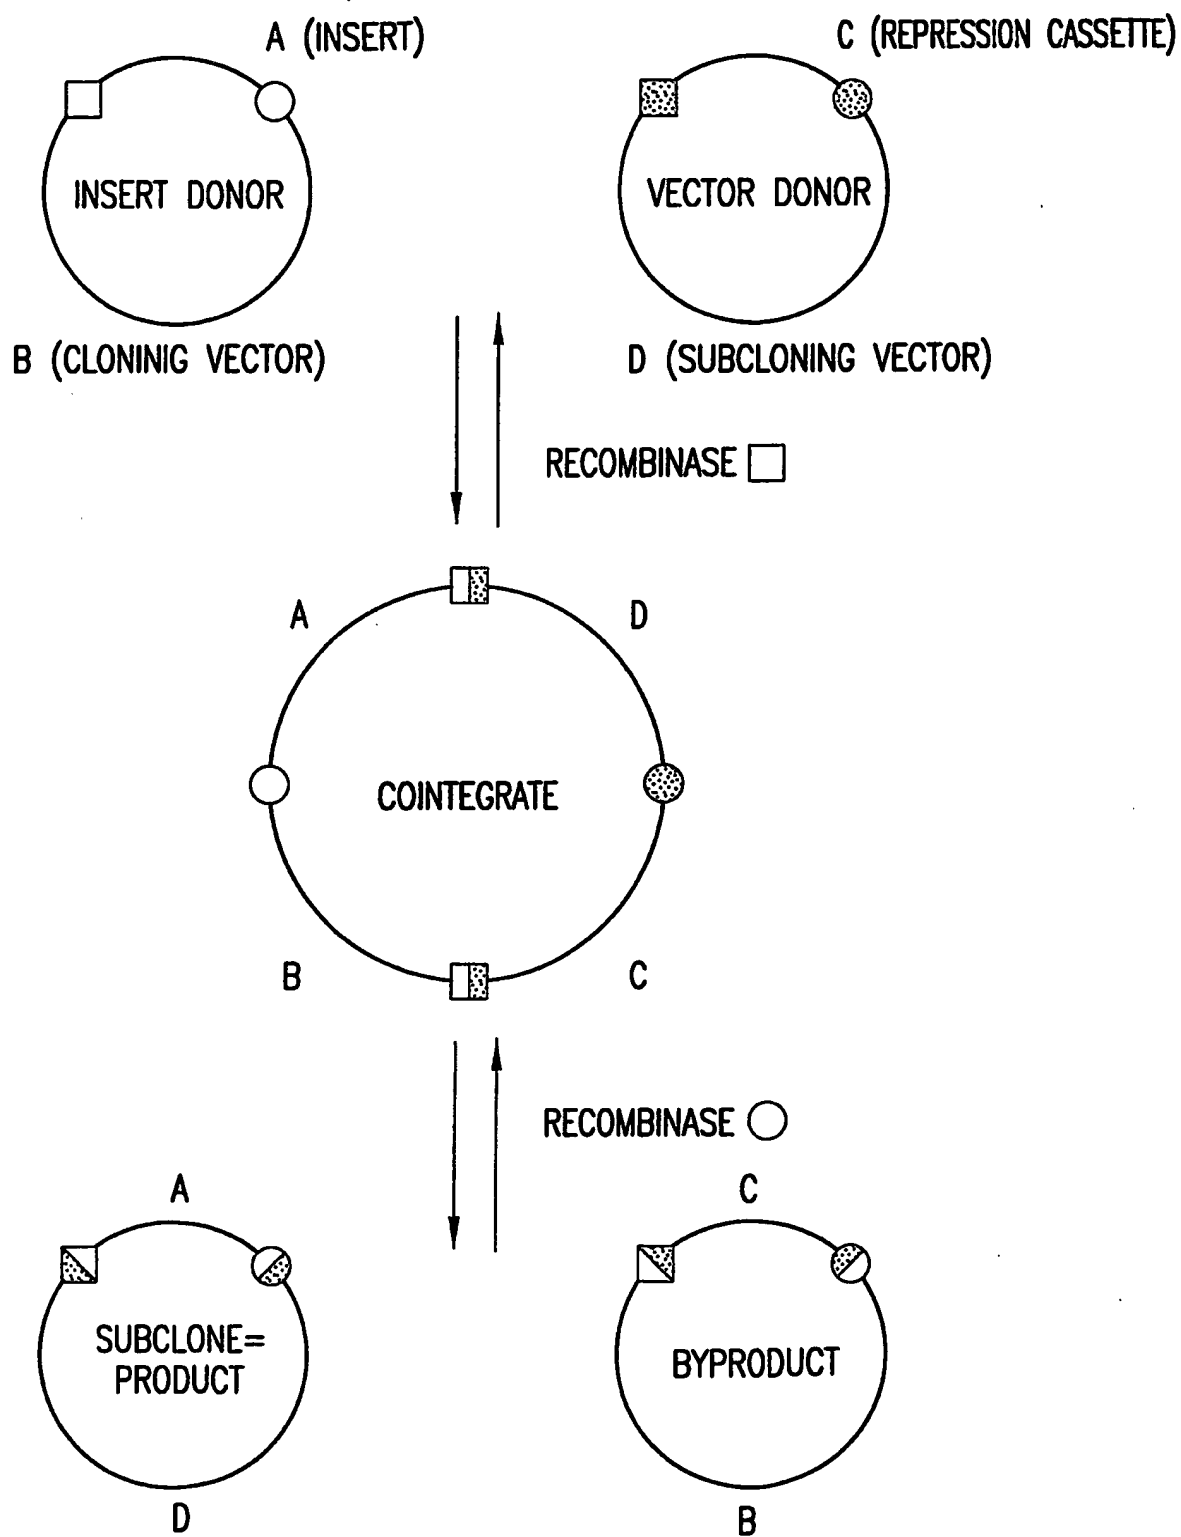 A (INSERT)
C (REPRESSION CASSETTE)
INSERT DONOR
VECTOR DONOR
B (CLONINIG VECTOR)
D (SUBCLONING VECTOR)
RECOMBINASE
A
D
COINTEGRATE
B
C
RECOMBINASE
A
C
SUBCLONE=
PRODUCT
BYPRODUCT
D
B